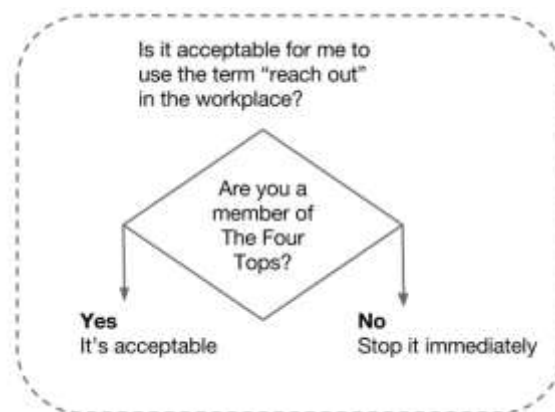 Is it acceptable for me to
use the term “reach out”
in the workplace?
Are you a
member of
The Four
Tops?
Yes
It's acceptable
No
Stop it immediately